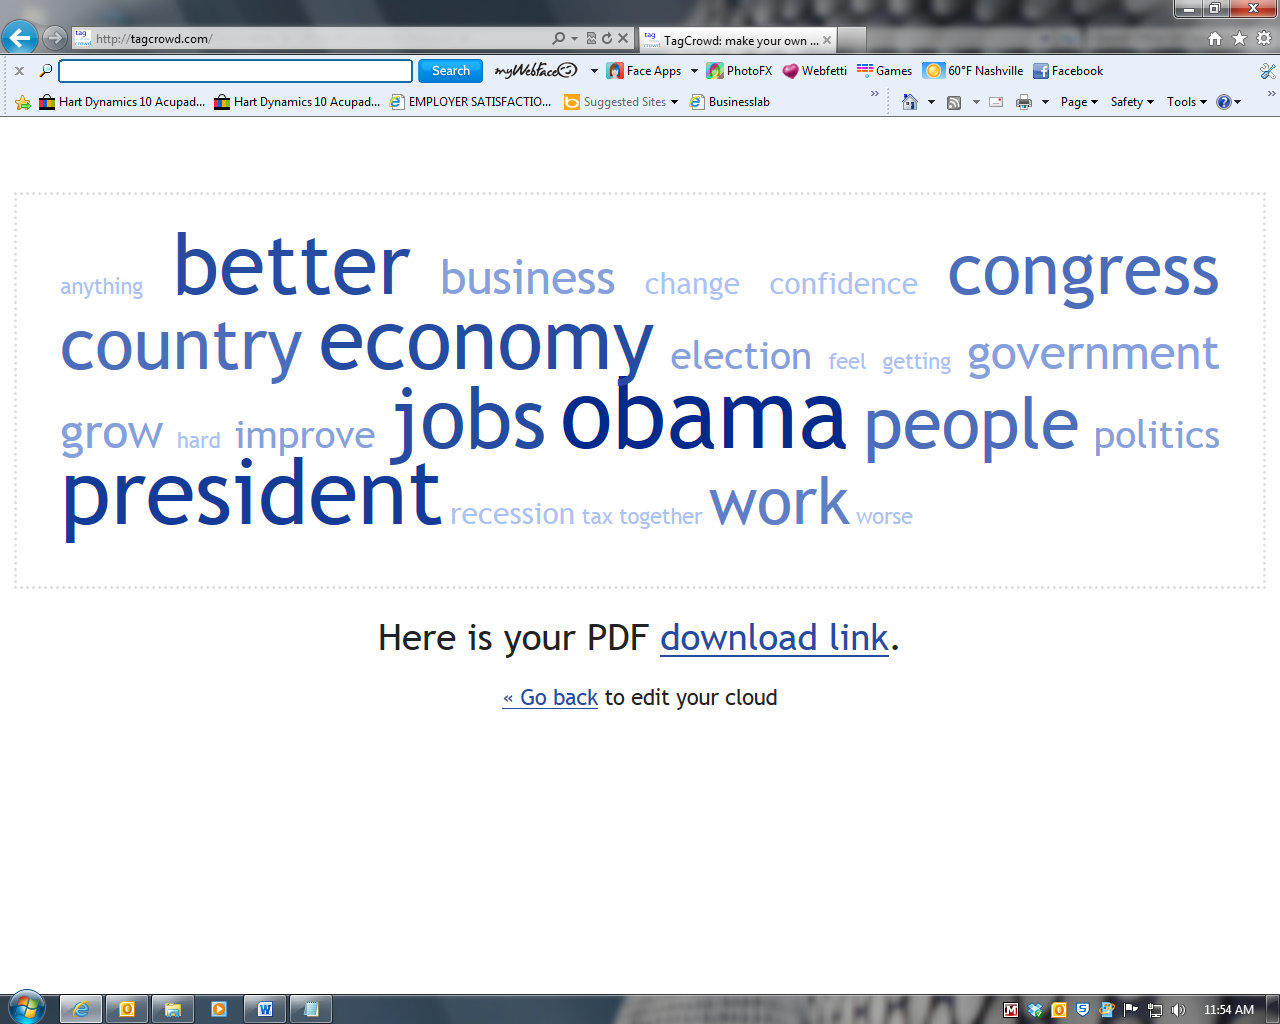 http://tagcrowd.com/
TagCrowd: make your own ...
Search myWebface Face Apps PhotoFX Webfetti Games 60°F Nashville Facebook
Hart Dynamics 10 Acupad... Hart Dynamics 10 Acupad... EMPLOYER SATISFACTIO... Suggested Sites Businesslab Page Safety Tools
anything better business change confidence congress
country economy election feel getting government
grow hard improve jobs obama people politics
president recession tax together work worse
Here is your PDF download link.
« Go back to edit your cloud
11:54 AM